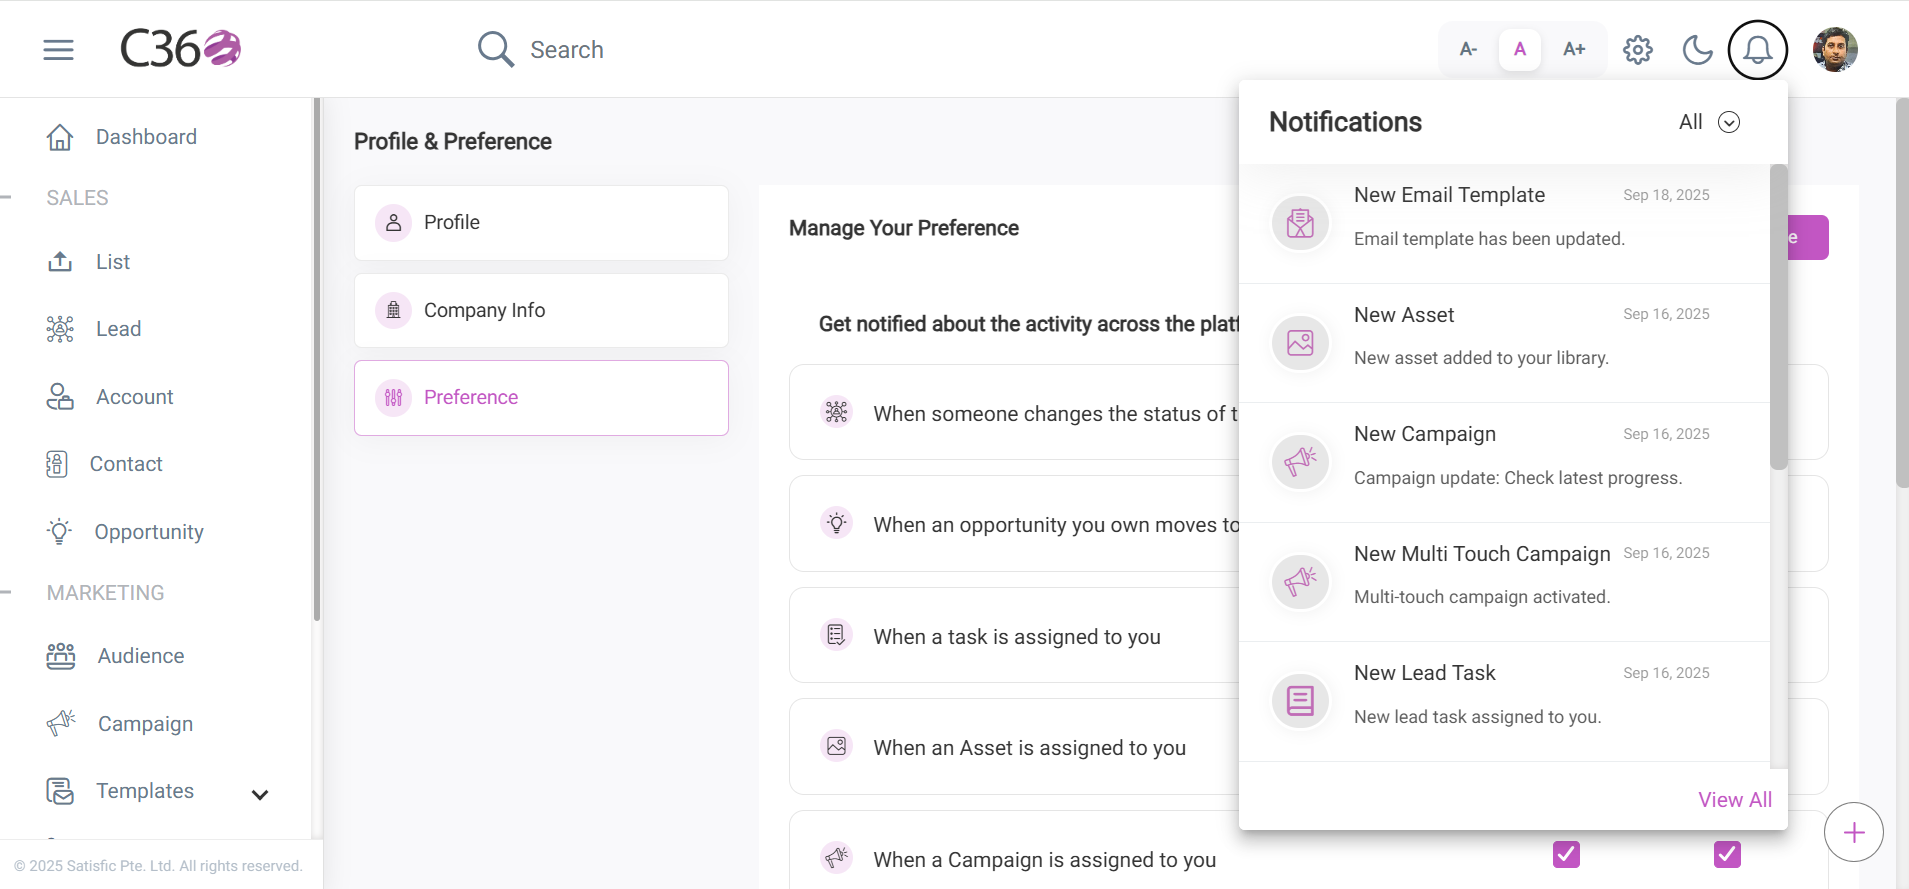 C360
Search
A-
A
A+
Dashboard
SALES
List
Lead
Account
Contact
Opportunity
MARKETING
Audience
Campaign
Templates
© 2025 Satisfic Pte. Ltd. All rights reserved.
Profile & Preference
Profile
Company Info
Preference
Manage Your Preference
e
Get notified about the activity across the platf
When someone changes the status of t
When an opportunity you own moves to
When a task is assigned to you
When an Asset is assigned to you
When a Campaign is assigned to you
Notifications
All
New Email Template
Sep 18, 2025
Email template has been updated.
New Asset
Sep 16, 2025
New asset added to your library.
New Campaign
Sep 16, 2025
Campaign update: Check latest progress.
New Multi Touch Campaign
Sep 16, 2025
Multi-touch campaign activated.
New Lead Task
Sep 16, 2025
New lead task assigned to you.
View All